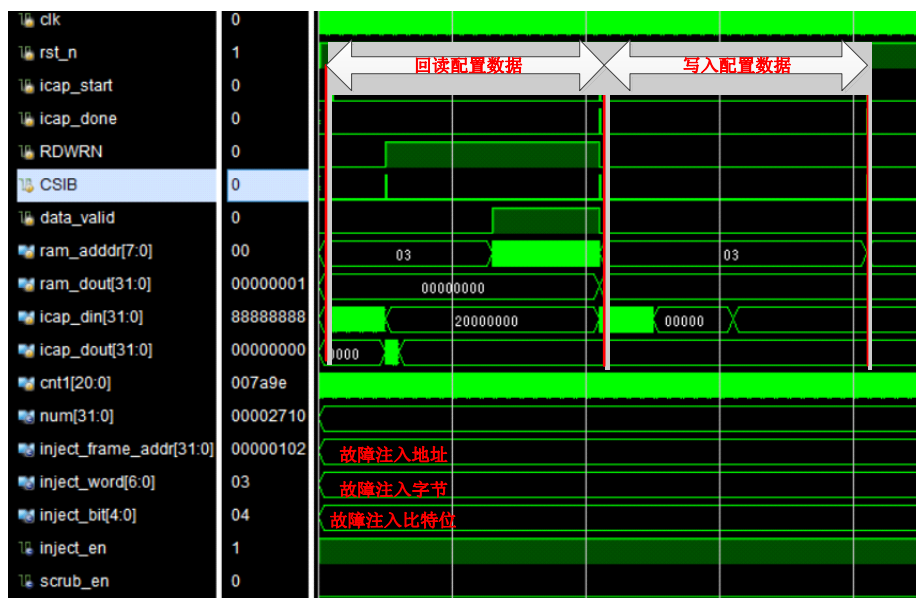 clk 0
rst_n 1
回读配置数据 写入配置数据
icap_start 0
icap_done 0
RDWRN 0
CSIB 0
data_valid 0
ram_adddr[7:0] 00 03 03
ram_dout[31:0] 00000001 00000000
icap_din[31:0] 88888888 20000000 00000
icap_dout[31:0] 00000000 0000
cnt1[20:0] 007a9e
num[31:0] 00002710
inject_frame_addr[31:0] 00000102 故障注入地址
inject_word[6:0] 03 故障注入字节
inject_bit[4:0] 04 故障注入比特位
inject_en 1
scrub_en 0